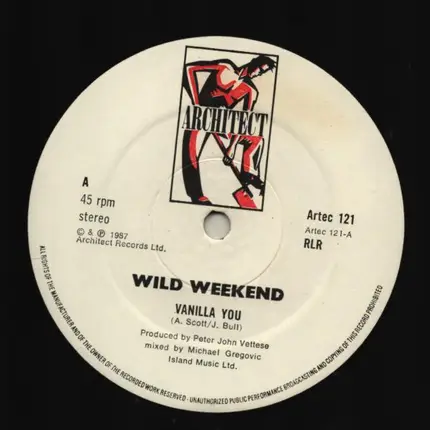 ARCHITECT
A
45 rpm
stereo
© & ℗ 1987
Architect Records Ltd.
Artec 121
Artec 121-A
RLR
WILD WEEKEND
VANILLA YOU
(A. Scott/J. Bull)
Produced by Peter John Vettese
mixed by Michael Gregovic
Island Music Ltd.
ALL RIGHTS OF THE MANUFACTURER AND OF THE OWNER OF THE RECORDED WORK RESERVED - UNAUTHORIZED PUBLIC PERFORMANCE BROADCASTING AND COPYING OF THIS RECORD PROHIBITED